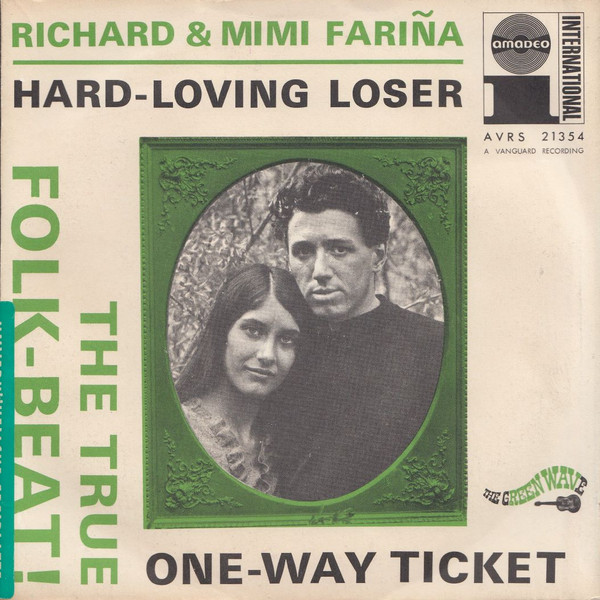 RICHARD & MIMI FARIÑA
HARD-LOVING LOSER
amadeo
INTERNATIONAL
AVRS 21354
A VANGUARD RECORDING
THE TRUE
FOLK-BEAT!
THE GREEN WAVE
ONE-WAY TICKET